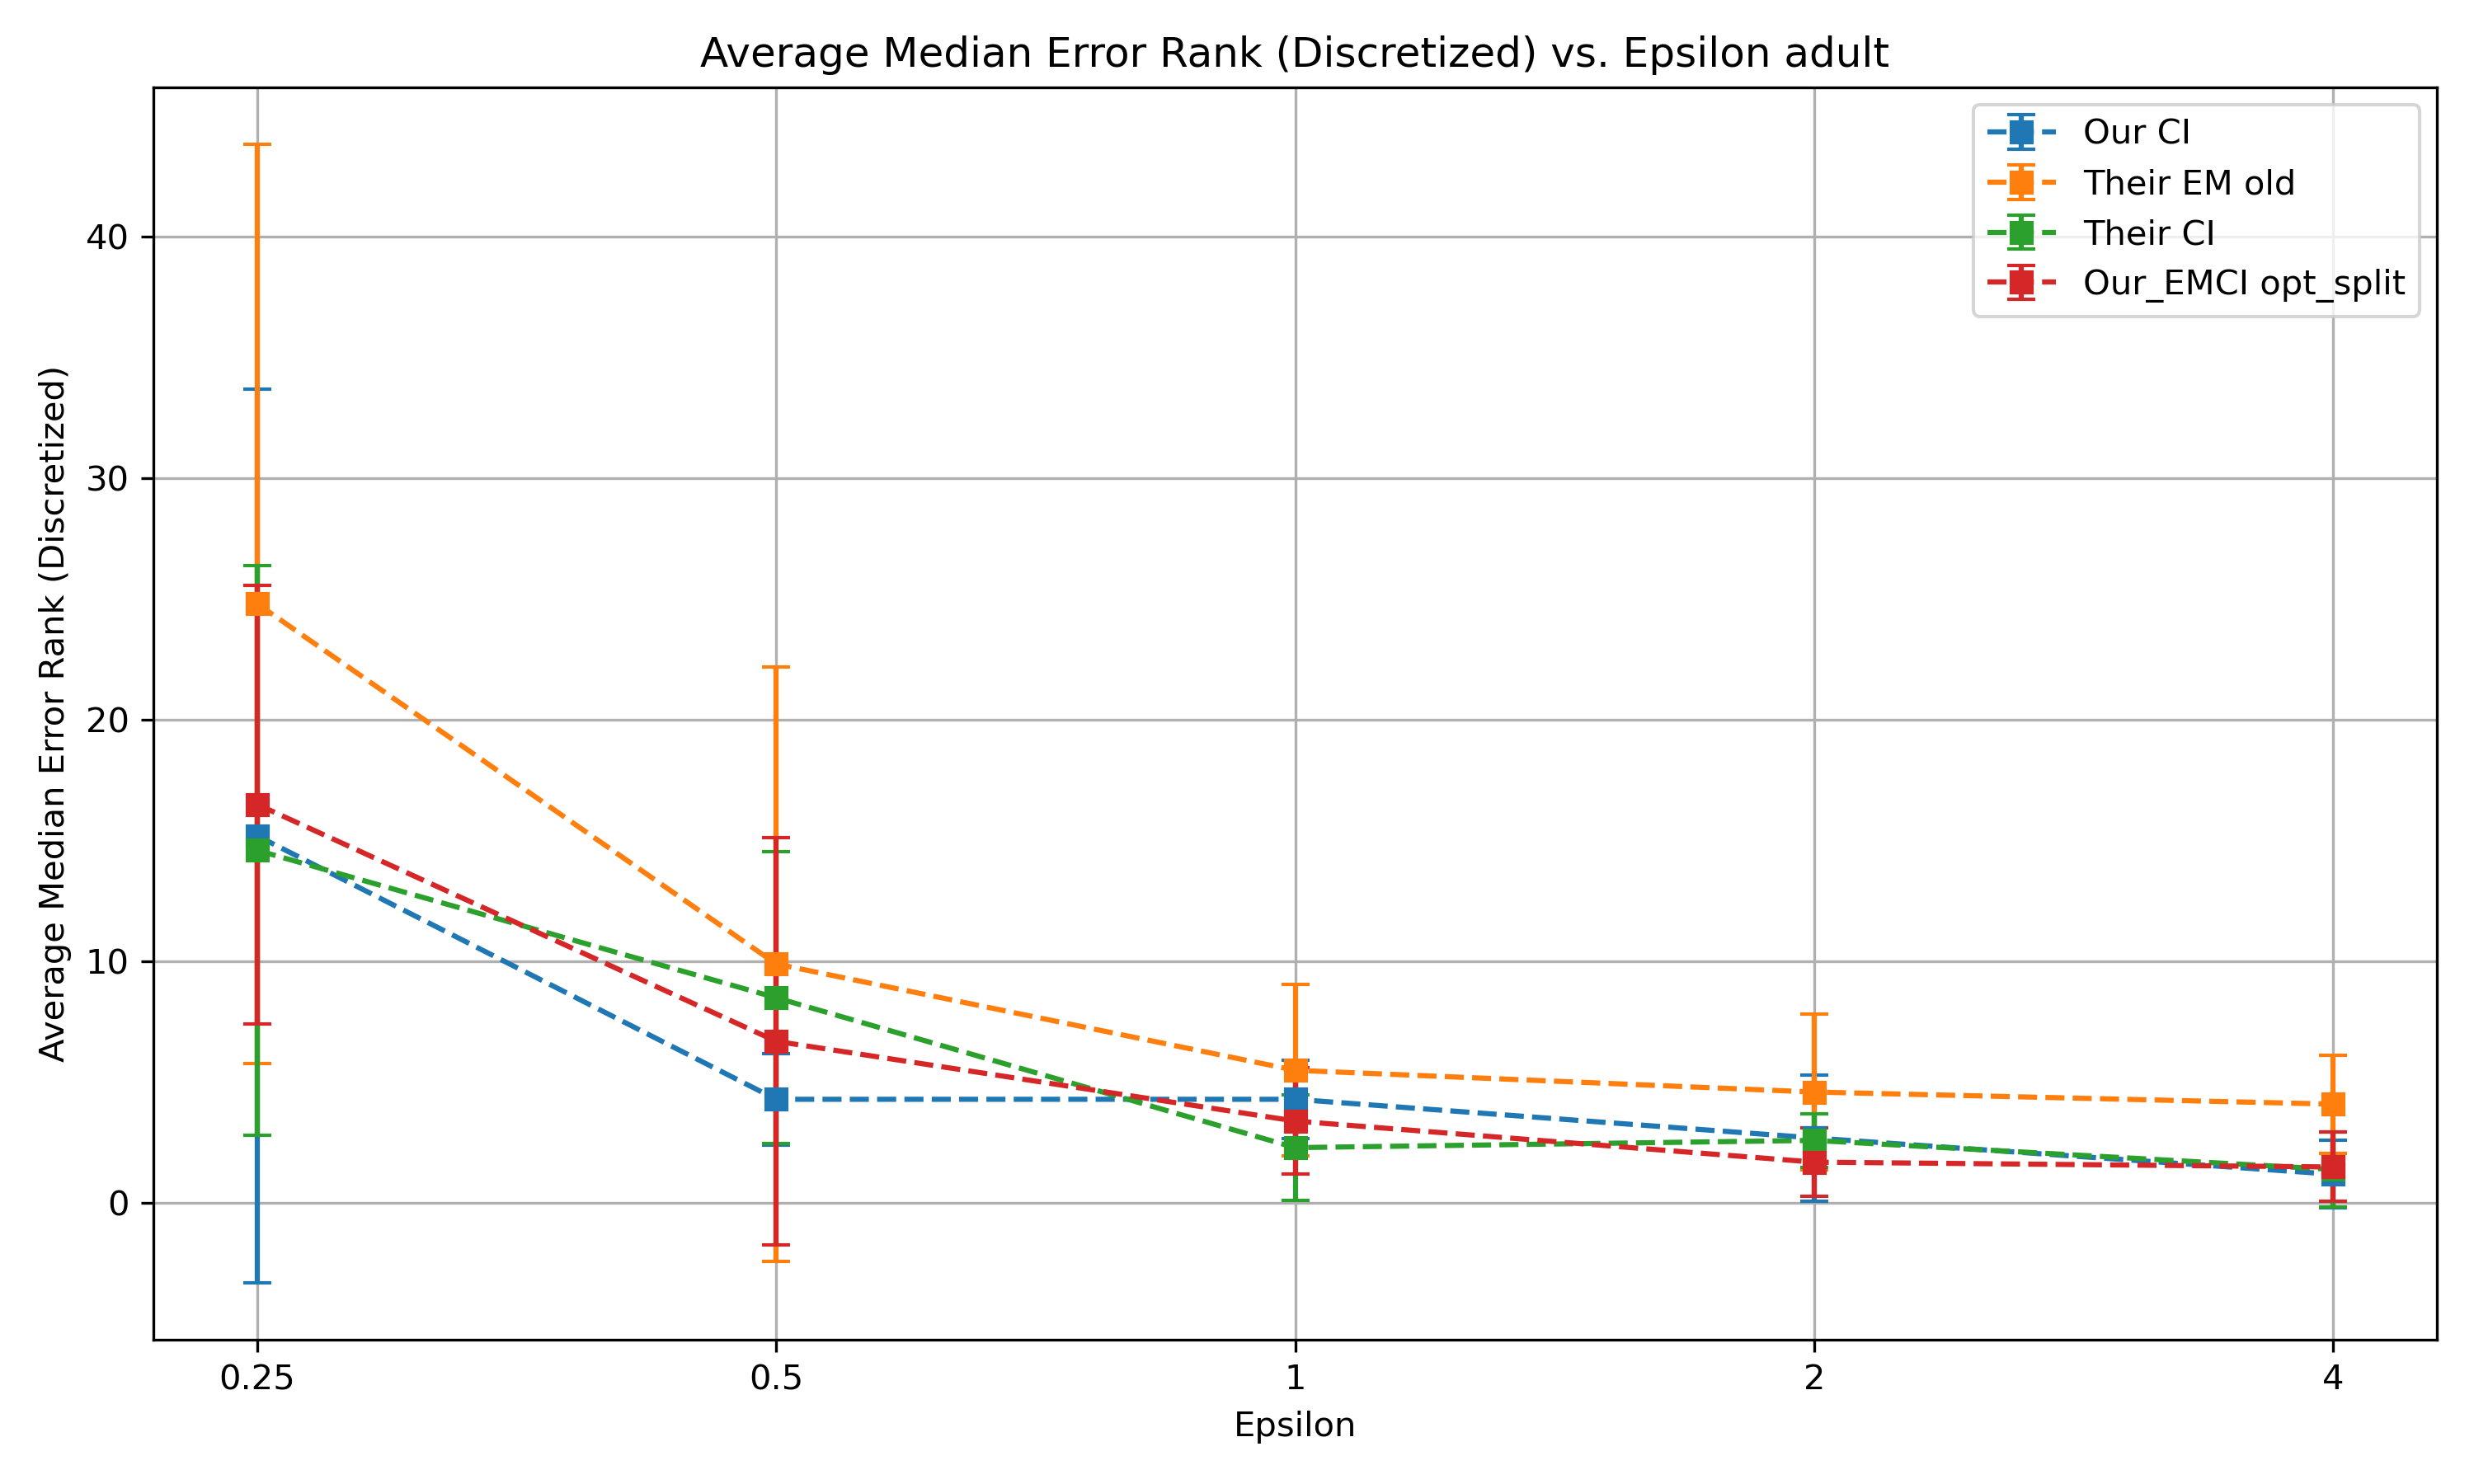 Average Median Error Rank (Discretized) vs. Epsilon adult
Our CI
Their EM old
Their CI
Our_EMCI opt_split
Average Median Error Rank (Discretized)
40
30
20
10
0
0.25
0.5
1
2
4
Epsilon